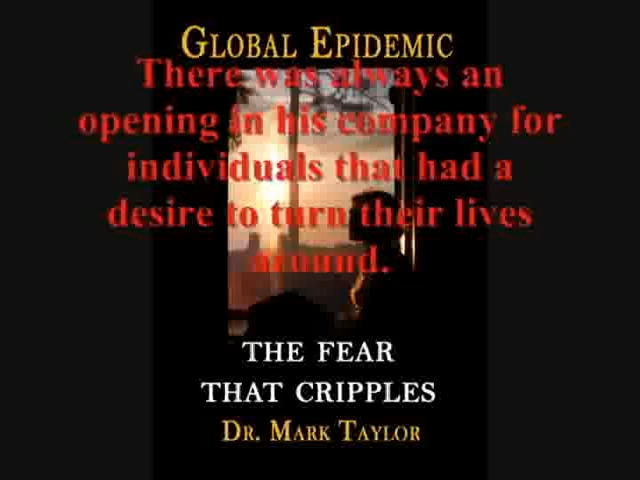 GLOBAL EPIDEMIC
There was always an
opening in his company for
individuals that had a
desire to turn their lives
around.
THE FEAR
THAT CRIPPLES
DR. MARK TAYLOR